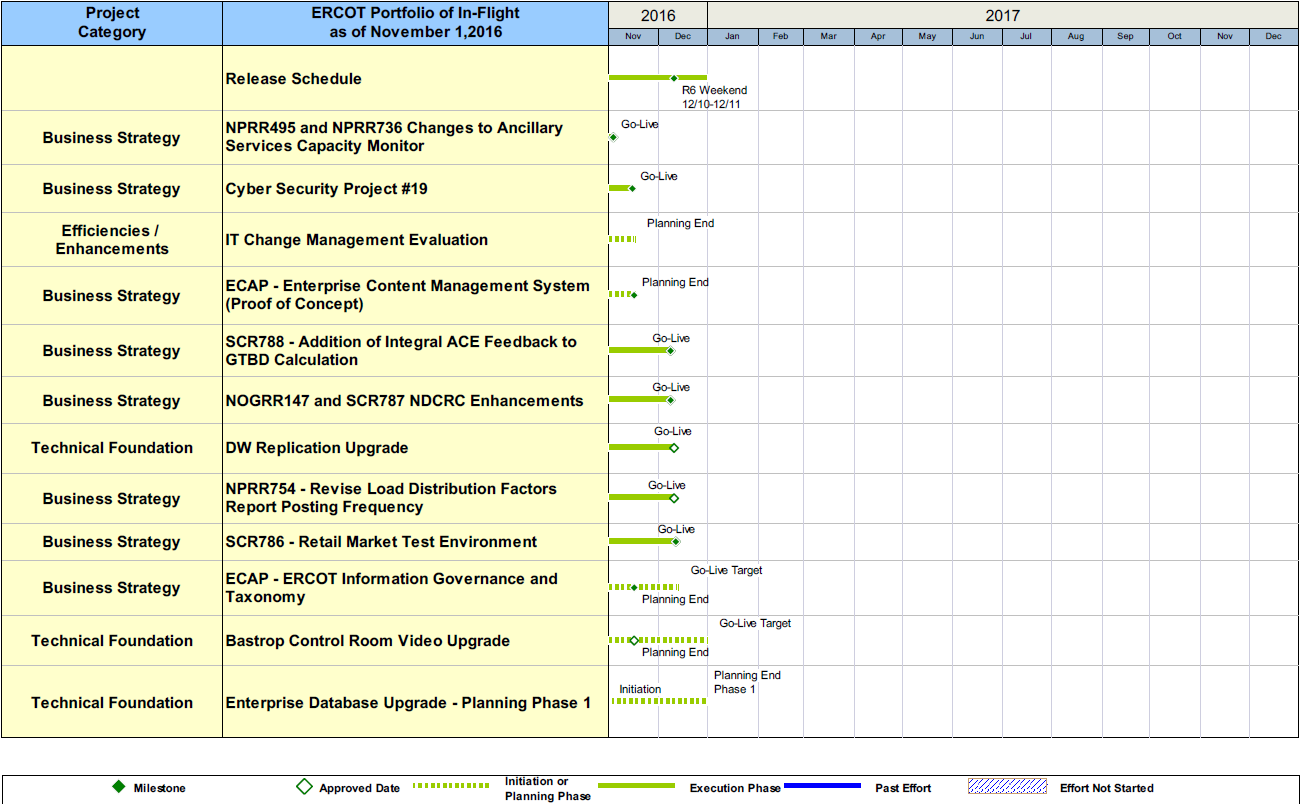 Project
Category
ERCOT Portfolio of In-Flight
as of November 1,2016
2016
2017
Nov
Dec
Jan
Feb
Mar
Apr
May
Jun
Jul
Aug
Sep
Oct
Nov
Dec
Release Schedule
R6 Weekend
12/10-12/11
Business Strategy
NPRR495 and NPRR736 Changes to Ancillary
Services Capacity Monitor
Go-Live
Business Strategy
Cyber Security Project #19
Go-Live
Efficiencies /
Enhancements
IT Change Management Evaluation
Planning End
Business Strategy
ECAP - Enterprise Content Management System
(Proof of Concept)
Planning End
Business Strategy
SCR788 - Addition of Integral ACE Feedback to
GTBD Calculation
Go-Live
Business Strategy
NOGRR147 and SCR787 NDCRC Enhancements
Go-Live
Technical Foundation
DW Replication Upgrade
Go-Live
Business Strategy
NPRR754 - Revise Load Distribution Factors
Report Posting Frequency
Go-Live
Business Strategy
SCR786 - Retail Market Test Environment
Go-Live
Business Strategy
ECAP - ERCOT Information Governance and
Taxonomy
Go-Live Target
Planning End
Technical Foundation
Bastrop Control Room Video Upgrade
Go-Live Target
Planning End
Technical Foundation
Enterprise Database Upgrade - Planning Phase 1
Initiation
Planning End
Phase 1
Milestone
Approved Date
Initiation or
Planning Phase
Execution Phase
Past Effort
Effort Not Started